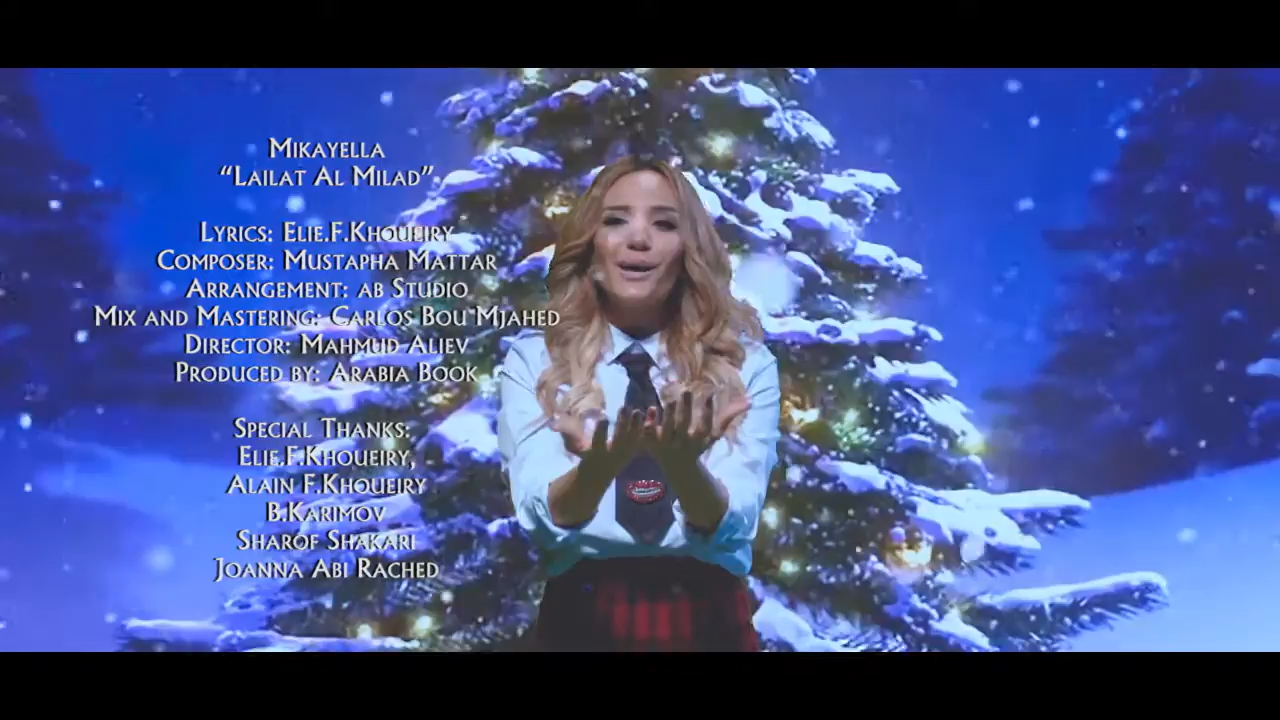 Mikayella
“Lailat Al Milad”
Lyrics: Elie.F.Khoueiry
Composer: Mustapha Mattar
Arrangement: ab Studio
Mix and Mastering: Carlos Bou Mjahed
Director: Mahmud Aliev
Produced by: Arabia Book
Special Thanks:
Elie.F.Khoueiry,
Alain F.Khoueiry
B.Karimov
Sharof Shakari
Joanna Abi Rached